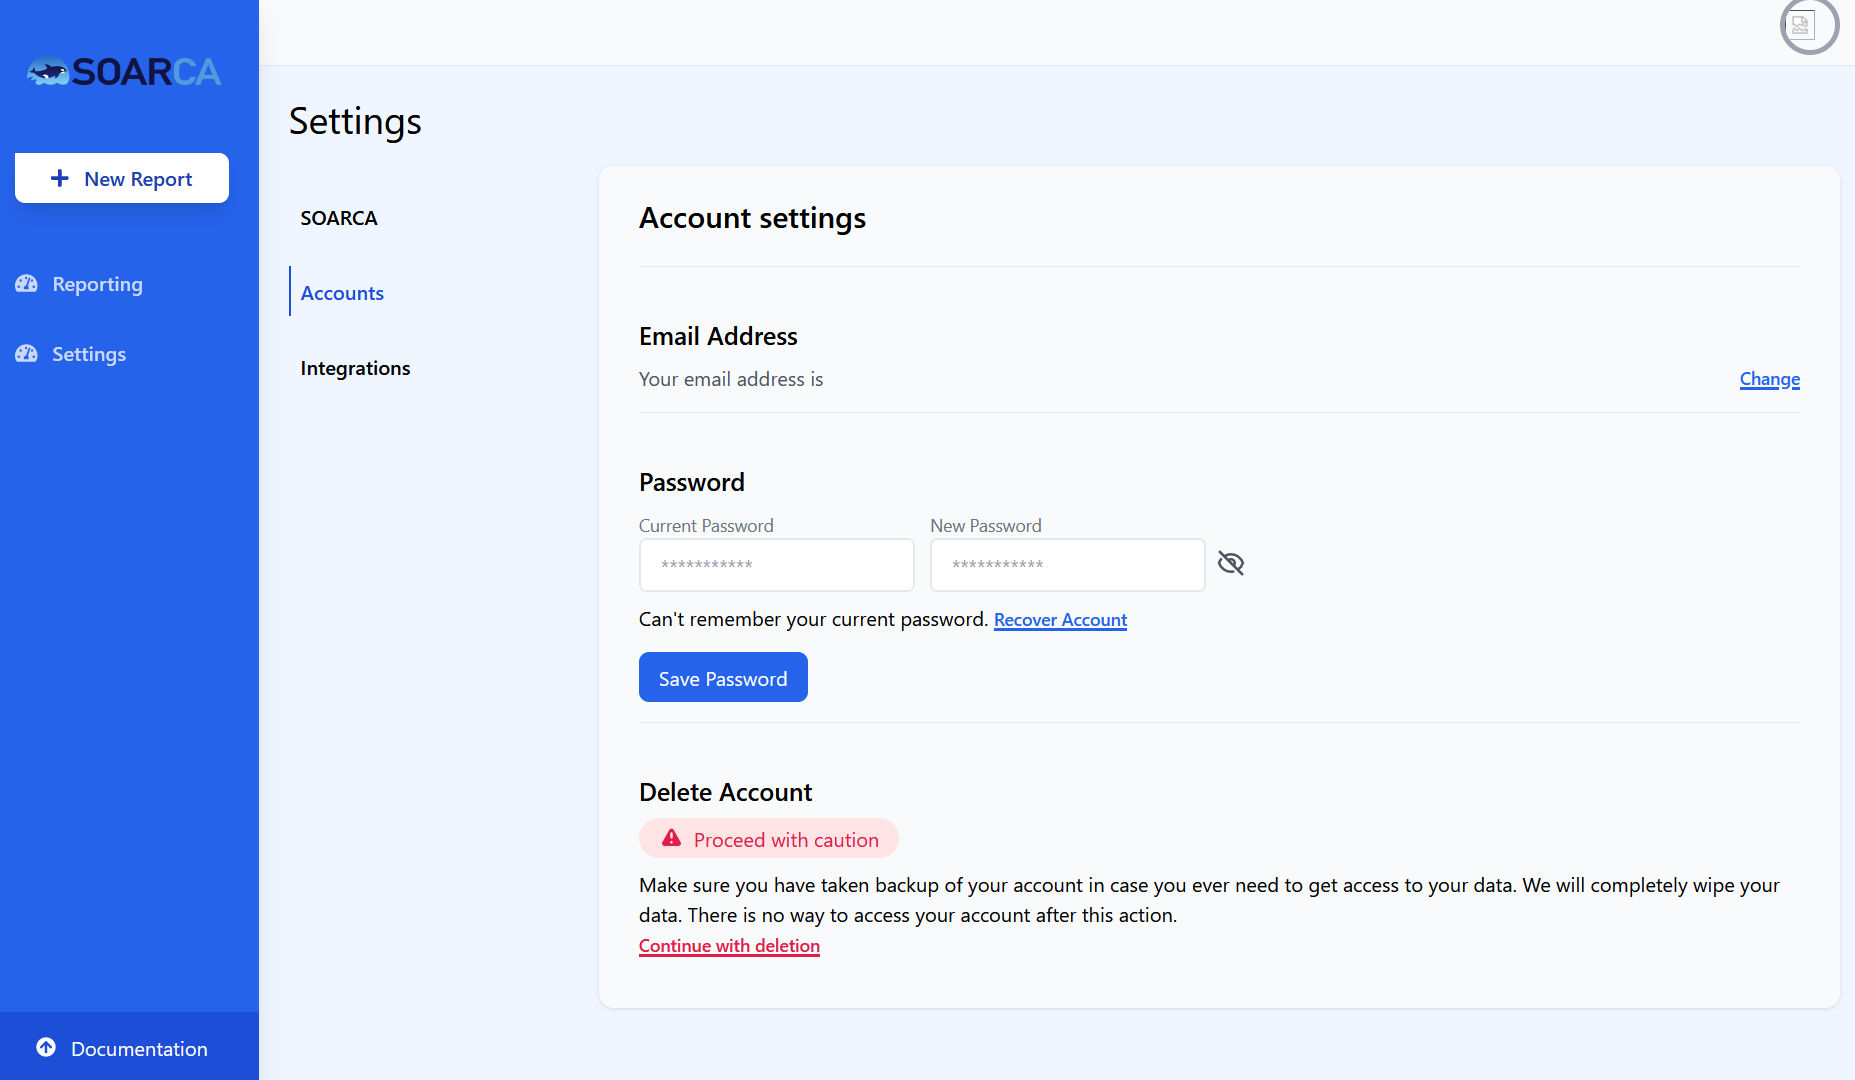 SOARCA
New Report
Reporting
Settings
Documentation
Settings
SOARCA
Accounts
Integrations
Account settings
Email Address
Your email address is
Change
Password
Current Password
New Password
***********
***********
Can't remember your current password. Recover Account
Save Password
Delete Account
Proceed with caution
Make sure you have taken backup of your account in case you ever need to get access to your data. We will completely wipe your
data. There is no way to access your account after this action.
Continue with deletion